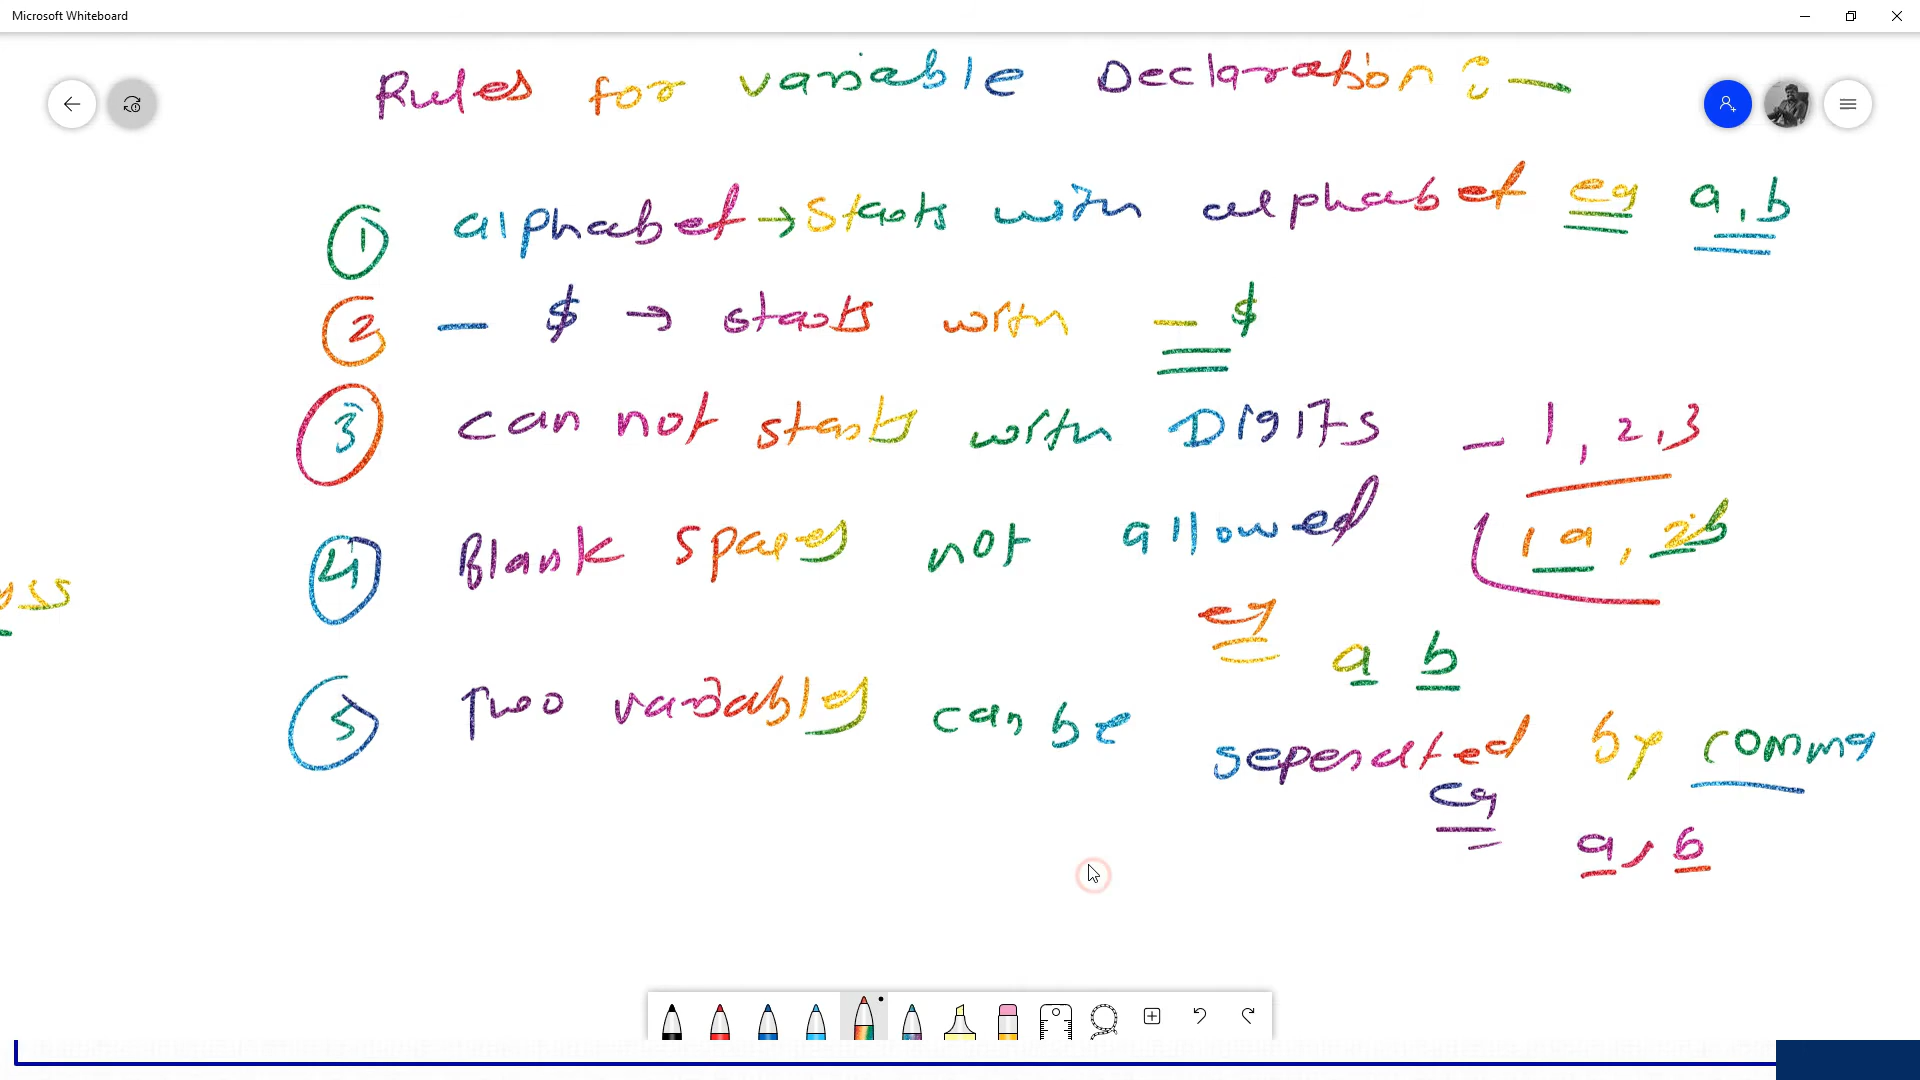 Microsoft Whiteboard
Rules for variable Declaration :-
① alphabet → Starts with alphabet eg a, b
② _ $ → starts with _ $
③ can not starts with Digits - 1, 2, 3
④ Blank spaces not allowed 1a, 2b
eg a b
⑤ Two variables can be seperated by comma
eg a, b